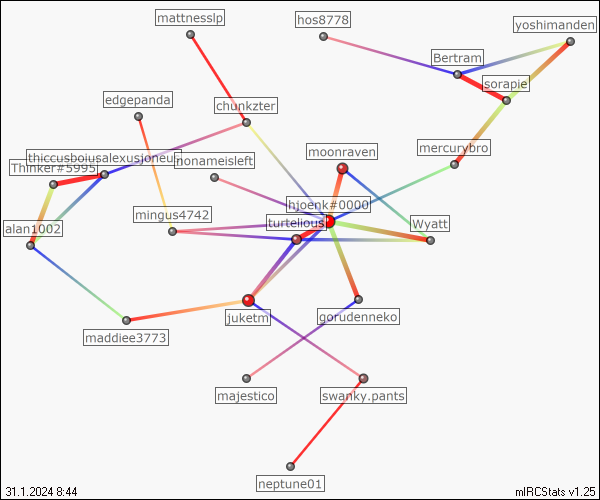 mattnesslp
hos8778
yoshimanden
Bertram
sorapie
edgepanda
chunkzter
mercurybro
moonraven
thiccusboiusalexusjoneu
nonameisleft
Thinker#5995
hjoenk#0000
mingus4742
turtelious
Wyatt
alan1002
juketm
gorudenneko
maddiee3773
majestico
swanky.pants
neptune01
31.1.2024 8:44
mIRCStats v1.25